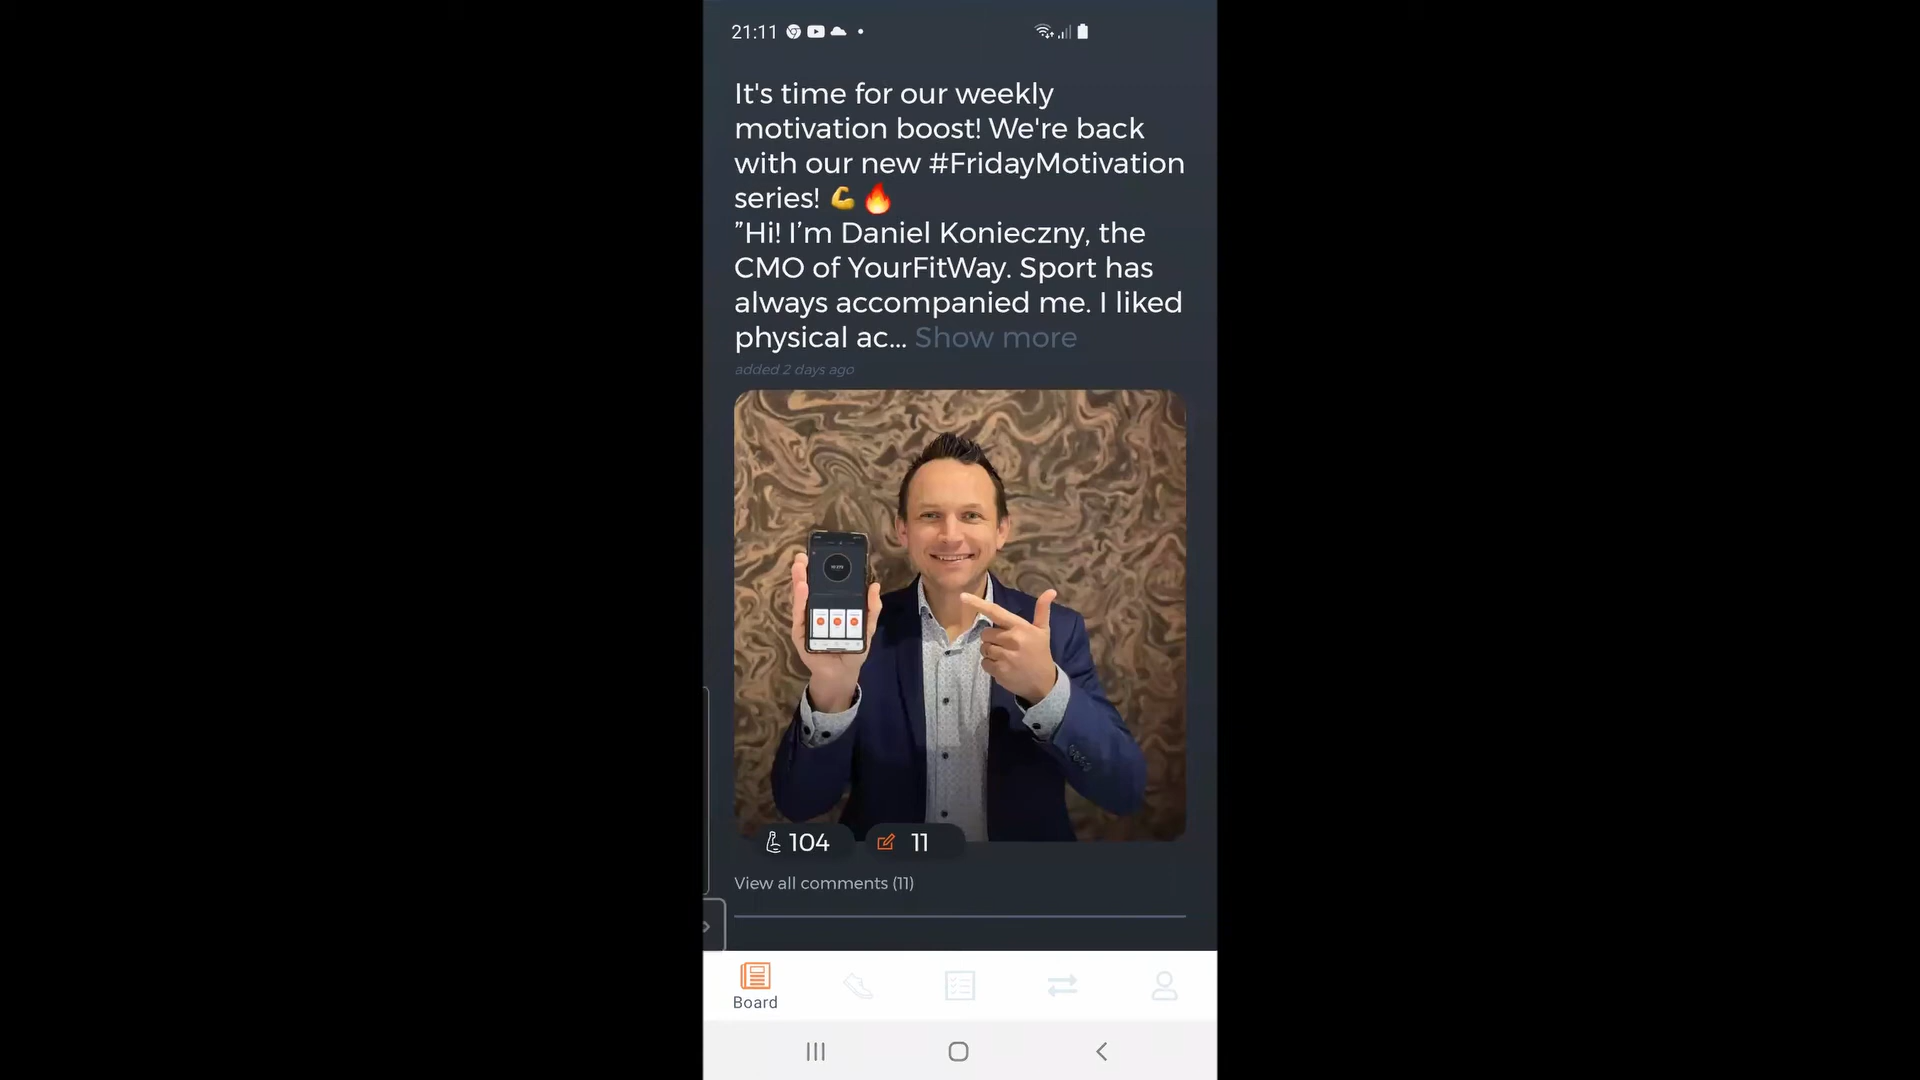 21:11
It's time for our weekly
motivation boost! We're back
with our new #FridayMotivation
series! 💪🔥
"Hi! I'm Daniel Konieczny, the
CMO of YourFitWay. Sport has
always accompanied me. I liked
physical ac... Show more
added 2 days ago
104 11
View all comments (11)
Board